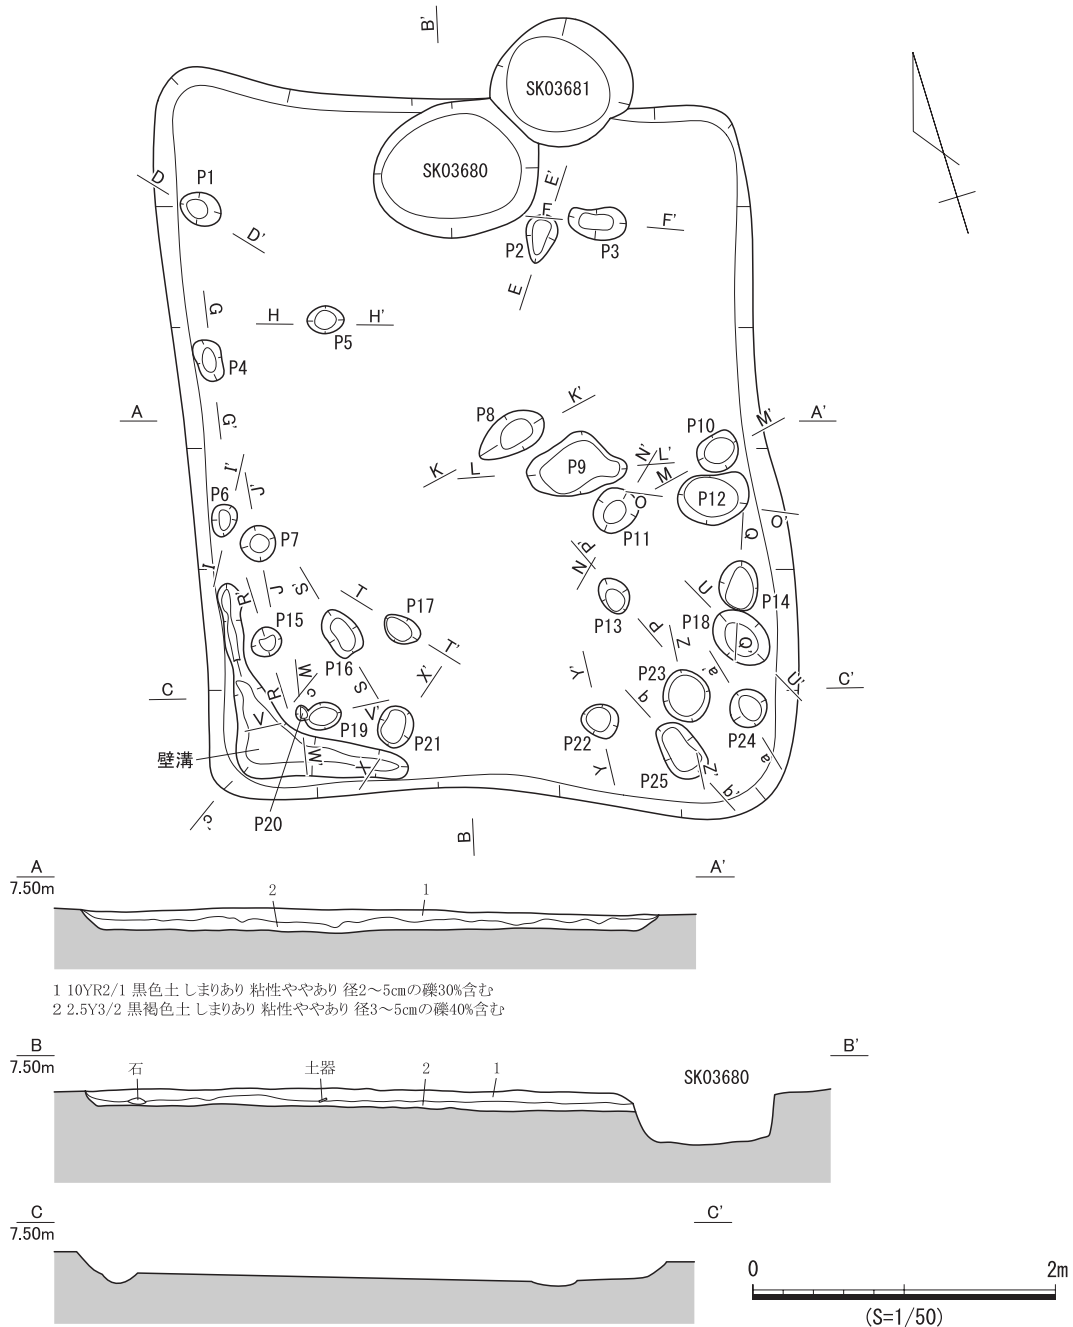 B'
SK03681
SK03680
D P1 E'
F F'
D' P2 P3
E
G
H H'
P5
P4
A G' K' A'
P8 M' P10
I' K L P9 N' L'
J' M
P6 O P12
P7 P11 O'
Q
I P' N
J S' T U P14
R' P17 P13
P15 P18
P16 P Z Q'
T'
W X' Y' a' P23 U'
C R c S b C'
V P19 V' P21 P22 P24
壁溝 a
W' X Y P25 Z'
b'
c' P20
B
A A'
7.50m
2 1
1 10YR2/1 黒色土 しまりあり 粘性ややあり 径2～5㎝の礫30%含む
2 2.5Y3/2 黒褐色土 しまりあり 粘性ややあり 径3～5㎝の礫40%含む
B B'
7.50m
石 土器 2 1 SK03680
C C'
7.50m
0 2m
(S=1/50)